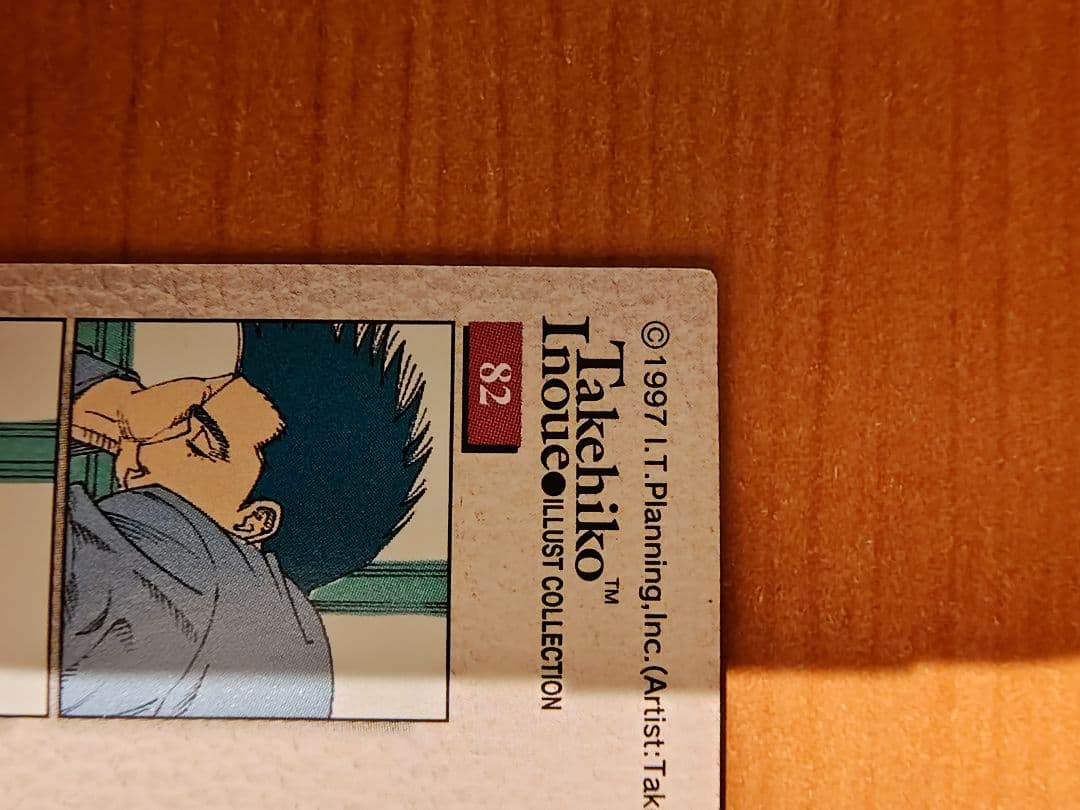 82
Takehiko™
Inoue●ILLUST COLLECTION
©1997 I.T.Planning,Inc.(Artist:Tak